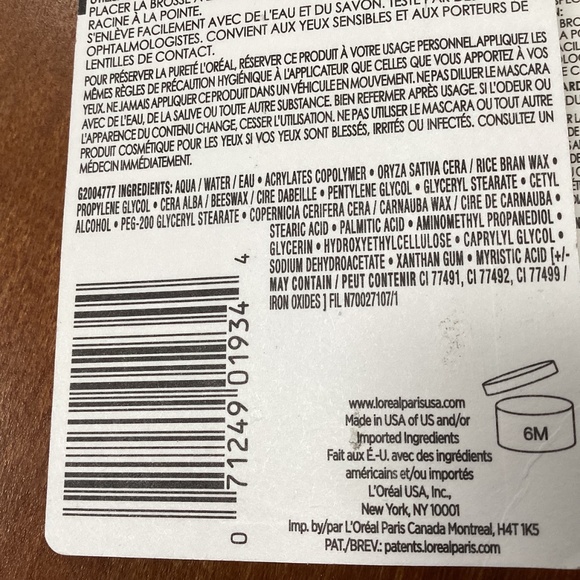 PLACER LA BROSSE À
RACINE À LA POINTE.
S'ENLÈVE FACILEMENT AVEC DE L'EAU ET DU SAVON. TESTÉ PAR DES
OPHTALMOLOGISTES. CONVIENT AUX YEUX SENSIBLES ET AUX PORTEURS DE
LENTILLES DE CONTACT.
POUR PRÉSERVER LA PURETÉ L'ORÉAL, RÉSERVER CE PRODUIT À VOTRE USAGE PERSONNEL. APPLIQUEZ LES
MÊMES RÈGLES DE PRÉCAUTION HYGIÉNIQUE À L'APPLICATEUR QUE CELLES QUE VOUS APPORTEZ À VOS
YEUX. NE JAMAIS APPLIQUER CE PRODUIT DANS UN VÉHICULE EN MOUVEMENT. NE PAS DILUER LE MASCARA
AVEC DE L'EAU, DE LA SALIVE OU TOUTE AUTRE SUBSTANCE. BIEN REFERMER APRÈS USAGE. SI L'ODEUR OU
L'APPARENCE DU CONTENU CHANGE, CESSER L'UTILISATION. NE PAS UTILISER LE MASCARA OU TOUT AUTRE
PRODUIT COSMÉTIQUE POUR LES YEUX SI VOS YEUX SONT BLESSÉS, IRRITÉS OU INFECTÉS. CONSULTEZ UN
MÉDECIN IMMÉDIATEMENT.
G2004777 INGREDIENTS: AQUA / WATER / EAU • ACRYLATES COPOLYMER • ORYZA SATIVA CERA / RICE BRAN WAX •
PROPYLENE GLYCOL • CERA ALBA / BEESWAX / CIRE DABEILLE • PENTYLENE GLYCOL • GLYCERYL STEARATE • CETYL
ALCOHOL • PEG-200 GLYCERYL STEARATE • COPERNICIA CERIFERA CERA / CARNAUBA WAX / CIRE DE CARNAUBA •
STEARIC ACID • PALMITIC ACID • AMINOMETHYL PROPANEDIOL •
GLYCERIN • HYDROXYETHYLCELLULOSE • CAPRYLYL GLYCOL •
SODIUM DEHYDROACETATE • XANTHAN GUM • MYRISTIC ACID [+/-
MAY CONTAIN / PEUT CONTENIR CI 77491, CI 77492, CI 77499 /
IRON OXIDES ] FIL N70027107/1
0 71249 01934 4
www.lorealparisusa.com
Made in USA of US and/or
Imported Ingredients
Fait aux É.-U. avec des ingrédients
américains et/ou importés
L'Oréal USA, Inc.,
New York, NY 10001
Imp. by/par L'Oréal Paris Canada Montreal, H4T 1K5
PAT./BREV.: patents.lorealparis.com
6M